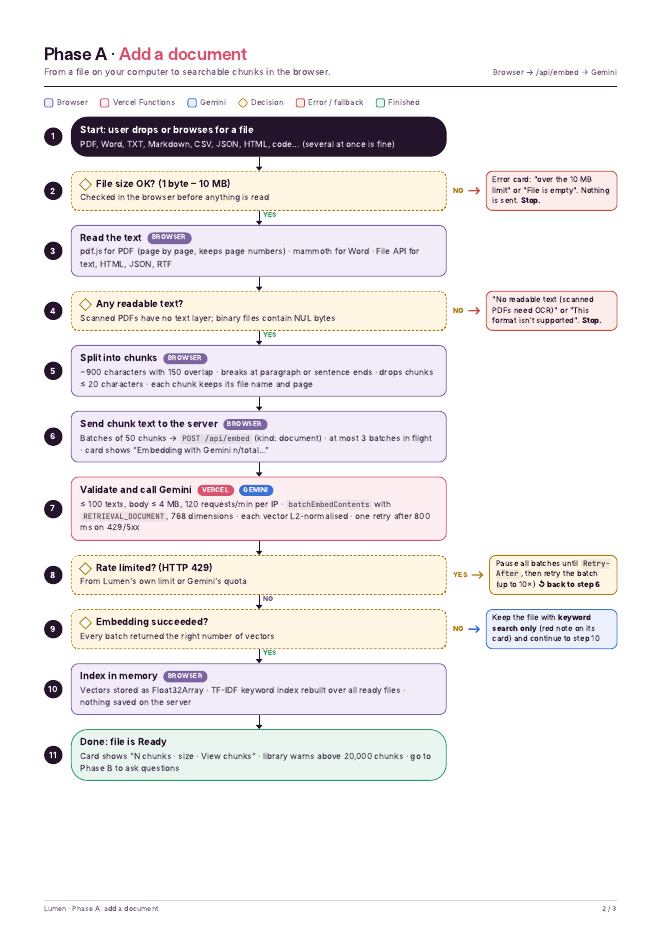 Phase A · Add a document
From a file on your computer to searchable chunks in the browser.
Browser → /api/embed → Gemini
Browser Vercel Functions Gemini Decision Error / fallback Finished
1
Start: user drops or browses for a file
PDF, Word, TXT, Markdown, CSV, JSON, HTML, code... (several at once is fine)
2
File size OK? (1 byte – 10 MB)
Checked in the browser before anything is read
NO →
Error card: "over the 10 MB
limit" or "File is empty". Nothing
is sent. Stop.
YES
3
Read the text BROWSER
pdf.js for PDF (page by page, keeps page numbers) · mammoth for Word · File API for
text, HTML, JSON, RTF
4
Any readable text?
Scanned PDFs have no text layer; binary files contain NUL bytes
NO →
"No readable text (scanned
PDFs need OCR)" or "This
format isn't supported". Stop.
YES
5
Split into chunks BROWSER
~900 characters with 150 overlap · breaks at paragraph or sentence ends · drops chunks
≤ 20 characters · each chunk keeps its file name and page
6
Send chunk text to the server BROWSER
Batches of 50 chunks → POST /api/embed (kind: document) · at most 3 batches in flight
· card shows "Embedding with Gemini n/total..."
7
Validate and call Gemini VERCEL GEMINI
≤ 100 texts, body ≤ 4 MB, 120 requests/min per IP · batchEmbedContents with
RETRIEVAL_DOCUMENT, 768 dimensions · each vector L2-normalised · one retry after 800
ms on 429/5xx
8
Rate limited? (HTTP 429)
From Lumen's own limit or Gemini's quota
YES →
Pause all batches until Retry-
After, then retry the batch
(up to 10×) ↺ back to step 6
NO
9
Embedding succeeded?
Every batch returned the right number of vectors
NO →
Keep the file with keyword
search only (red note on its
card) and continue to step 10
YES
10
Index in memory BROWSER
Vectors stored as Float32Array · TF-IDF keyword index rebuilt over all ready files ·
nothing saved on the server
11
Done: file is Ready
Card shows "N chunks · size · View chunks" · library warns above 20,000 chunks · go to
Phase B to ask questions
Lumen · Phase A: add a document
2 / 3